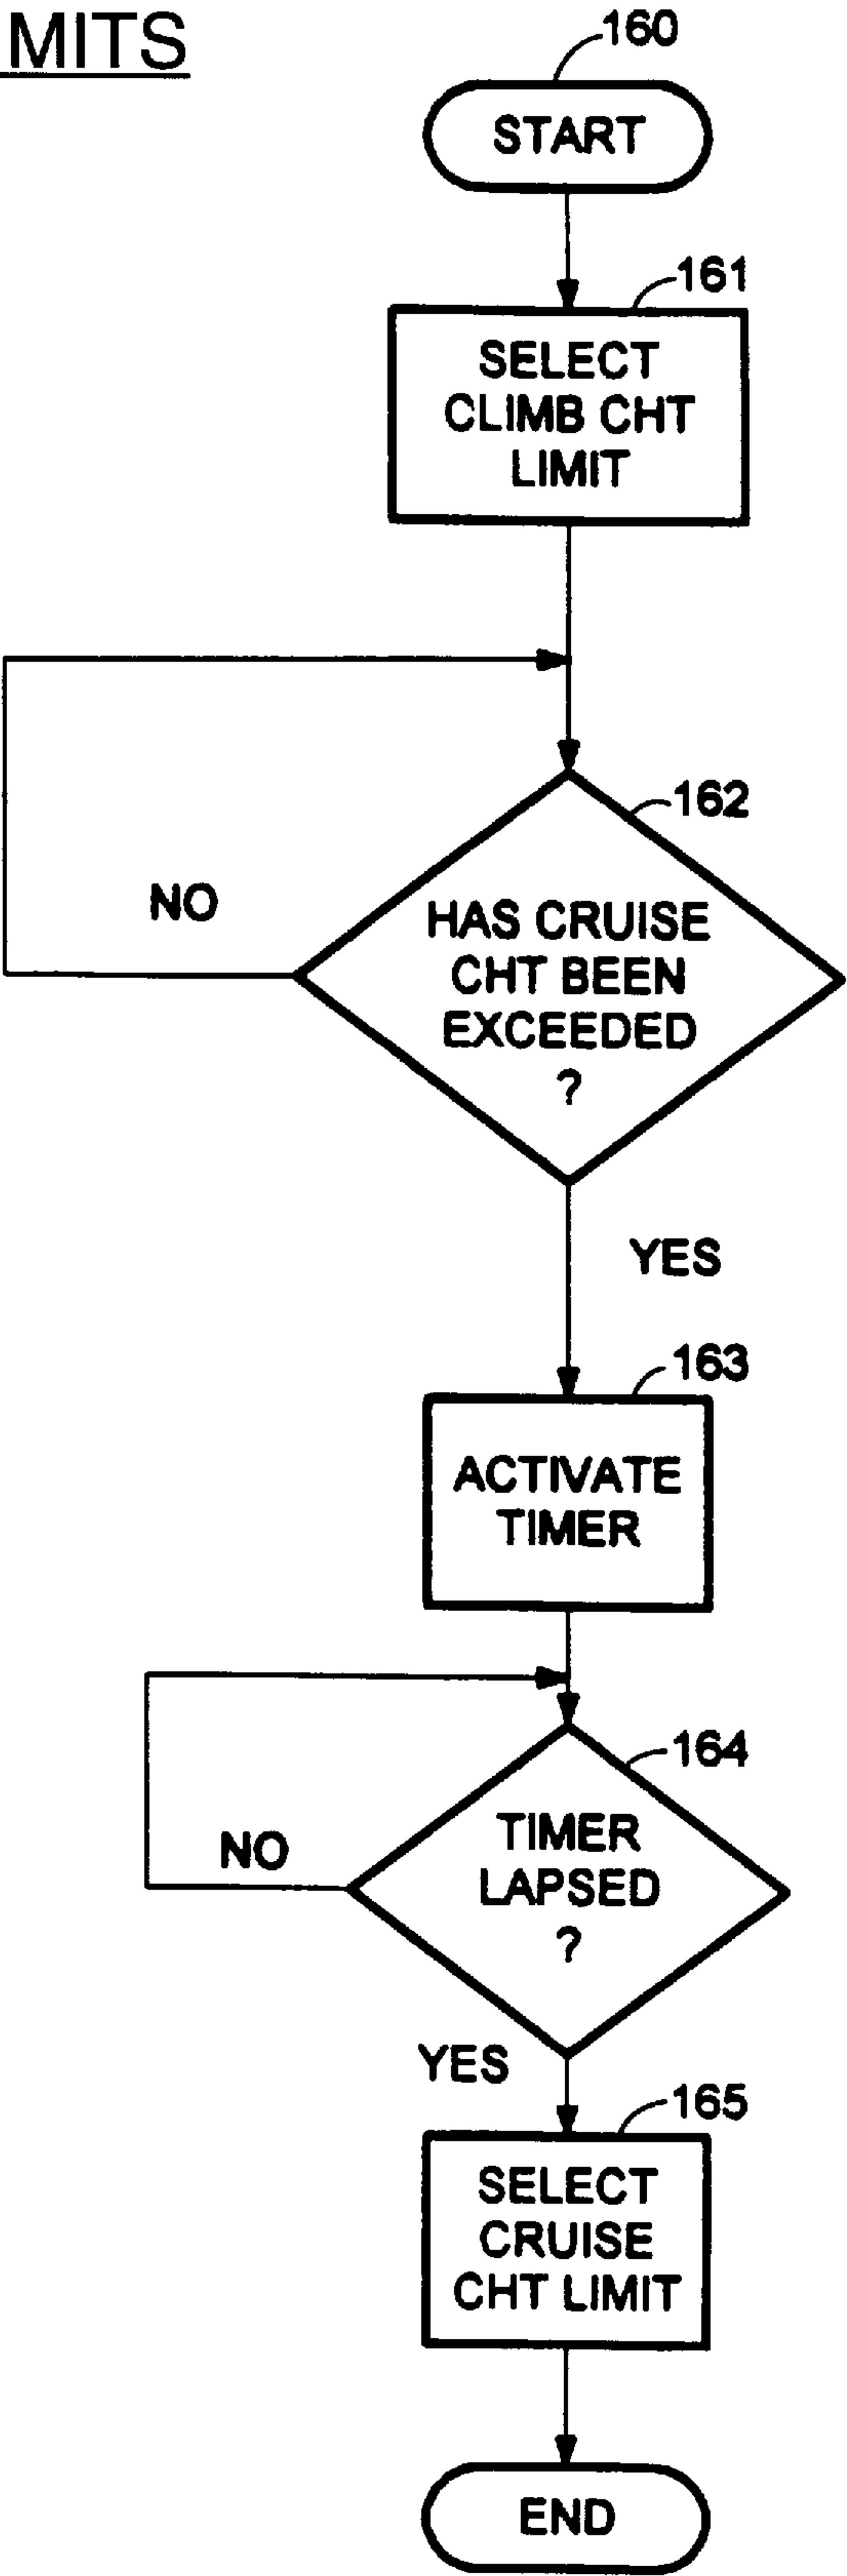 MITS
160
START
161
SELECT
CLIMB CHT
LIMIT
162
NO
HAS CRUISE
CHT BEEN
EXCEEDED
?
YES
163
ACTIVATE
TIMER
164
NO
TIMER
LAPSED
?
YES
165
SELECT
CRUISE
CHT LIMIT
END